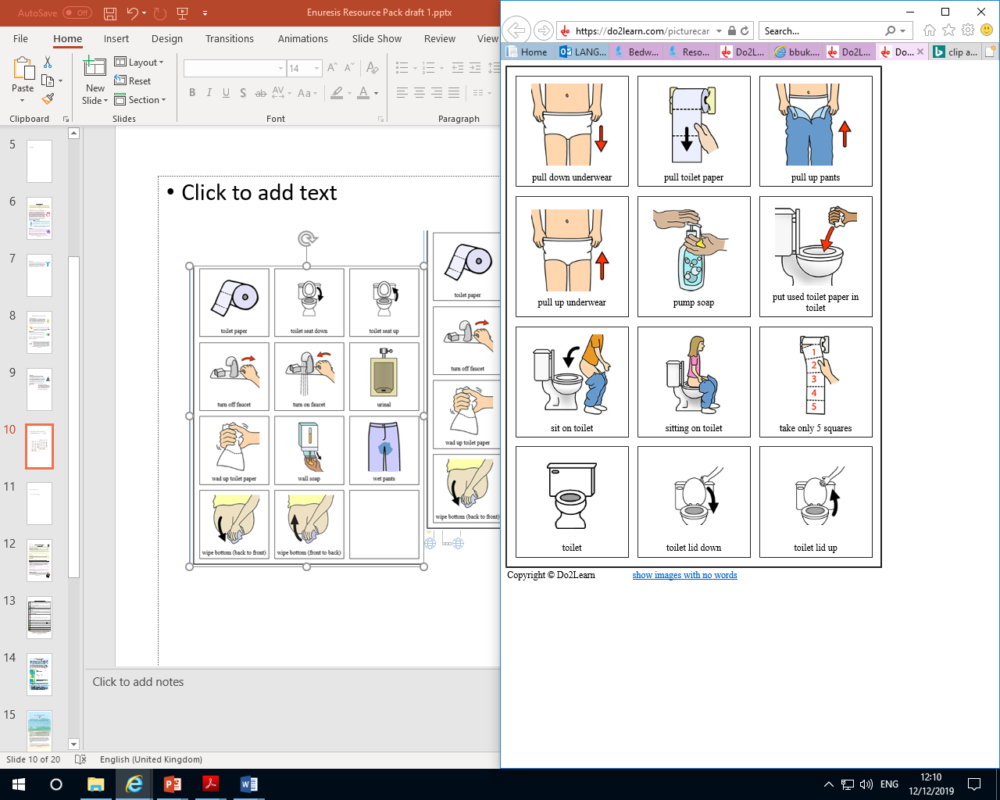 AutoSave Off
Enuresis Resource Pack draft 1.pptx
File Home Insert Design Transitions Animations Slide Show Review View
Paste
New
Slide
Layout
Reset
Section
14
B I U S ab AV Aa A
Clipboard
Slides
Font
Paragraph
5
6
7
8
9
10
11
12
13
14
15
• Click to add text
toilet paper
toilet seat down
toilet seat up
turn off faucet
turn on faucet
urinal
wad up toilet paper
wall soap
wet pants
wipe bottom (back to front)
wipe bottom (front to back)
toilet paper
turn off faucet
wad up toilet paper
wipe bottom (back to front)
Click to add notes
Slide 10 of 20
English (United Kingdom)
https://do2learn.com/picturecar
Search...
Home
LANG...
Bedw...
Reso...
Do2L...
bbuk....
Do2L...
Do...
clip a...
pull down underwear
pull toilet paper
pull up pants
pull up underwear
pump soap
put used toilet paper in
toilet
sit on toilet
sitting on toilet
1
2
3
4
5
take only 5 squares
toilet
toilet lid down
toilet lid up
Copyright © Do2Learn
show images with no words
ENG
12:10
12/12/2019